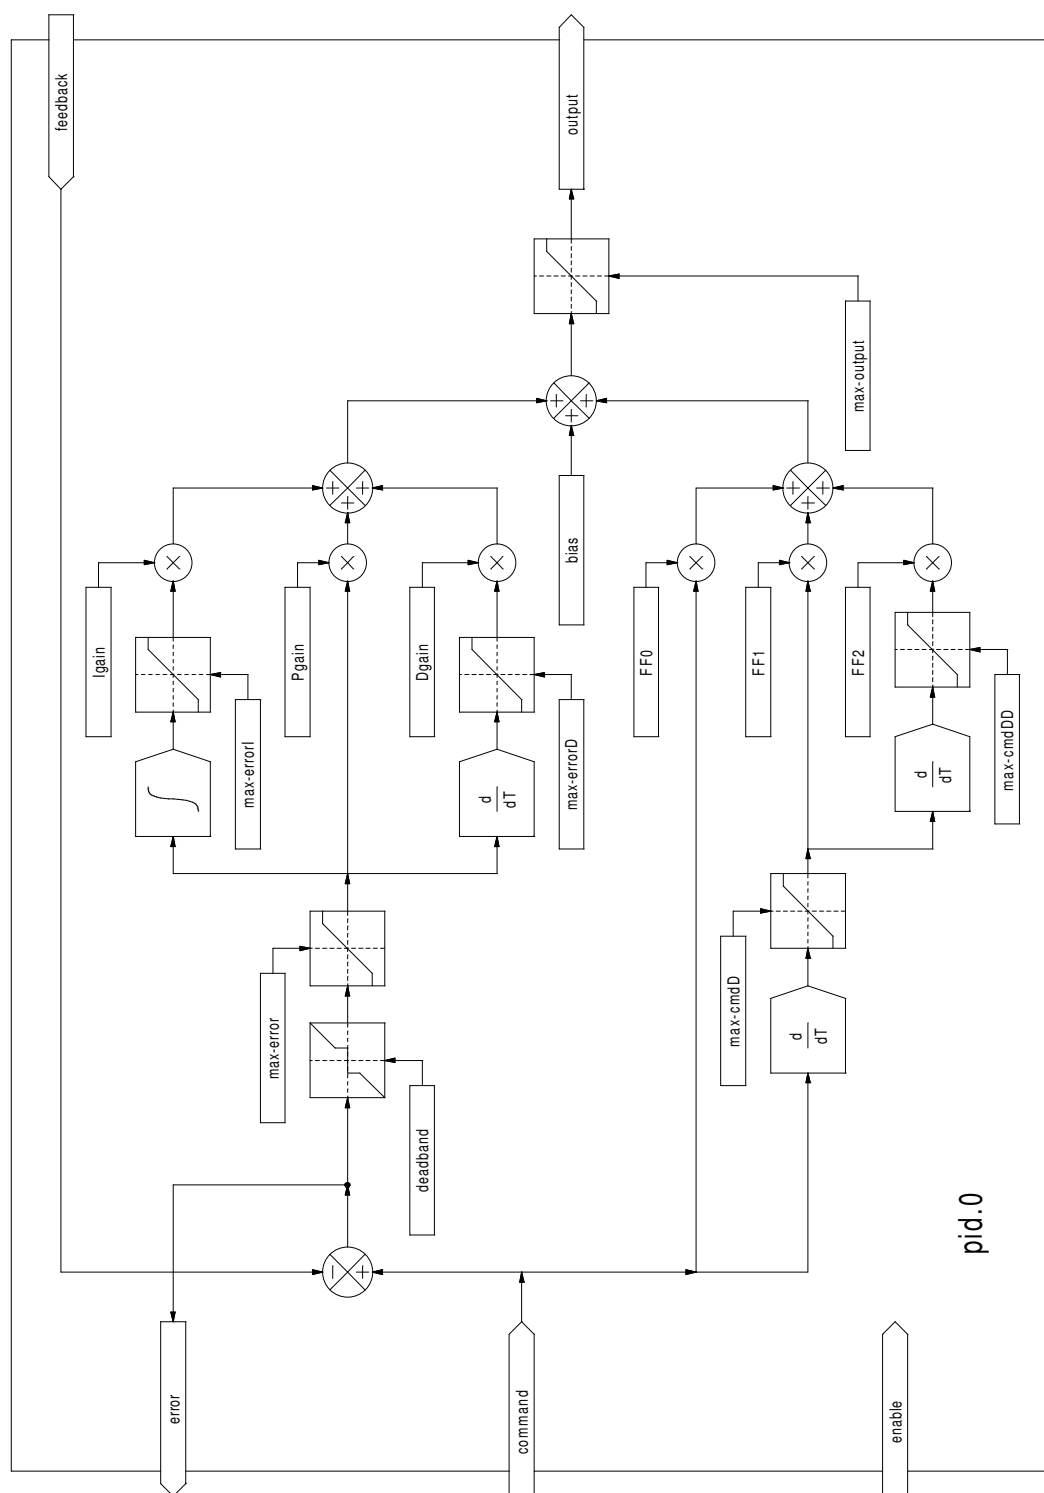 feedback
error
Igain
max-errorI
max-error
Pgain
deadband
Dgain
d
dT
max-errorD
command
bias
output
FF0
max-cmdD
FF1
d
dT
max-output
FF2
d
dT
max-cmdDD
enable
pid.0